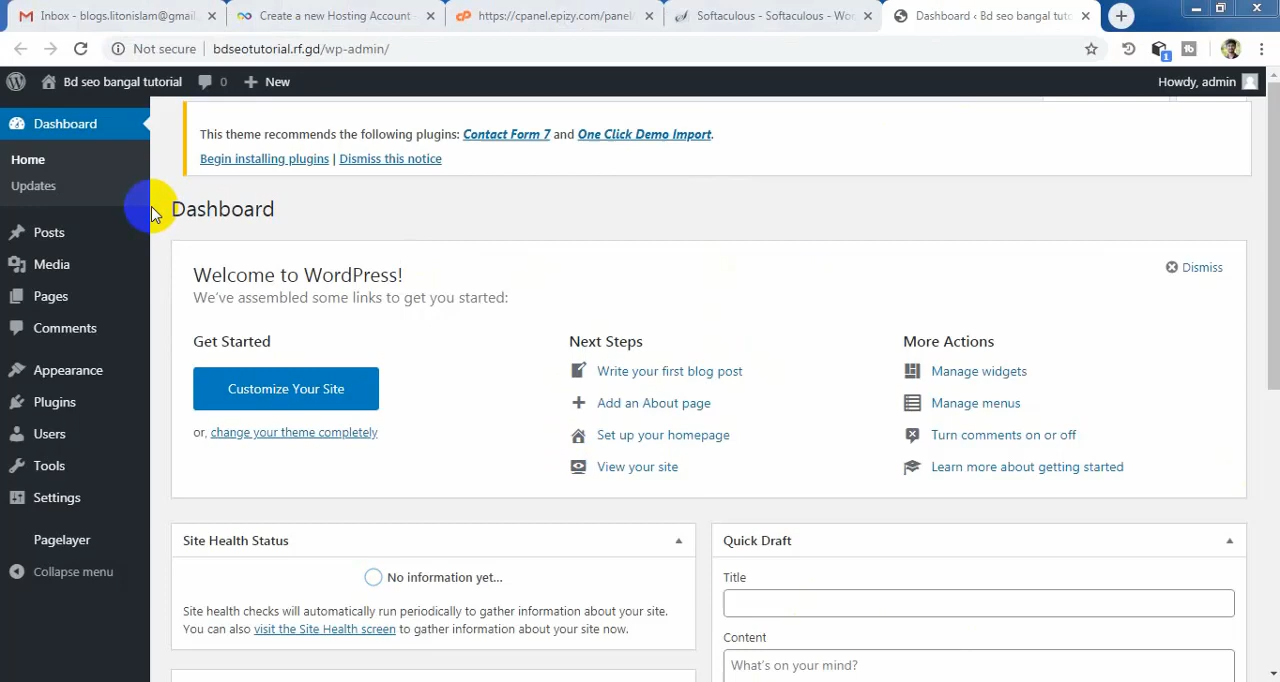 Inbox - blogs.litonislam@gmail.
Create a new Hosting Account -
https://cpanel.epizy.com/panel/
Softaculous - Softaculous - Wo
Dashboard ‹ Bd seo bangal tuto
Not secure | bdseotutorial.rf.gd/wp-admin/
1
Bd seo bangal tutorial 0 + New Howdy, admin
Dashboard
Home
Updates
Posts
Media
Pages
Comments
Appearance
Plugins
Users
Tools
Settings
Pagelayer
Collapse menu
This theme recommends the following plugins: Contact Form 7 and One Click Demo Import.
Begin installing plugins | Dismiss this notice
Dashboard
Welcome to WordPress!
Dismiss
We've assembled some links to get you started:
Get Started
Customize Your Site
or, change your theme completely
Next Steps
Write your first blog post
Add an About page
Set up your homepage
View your site
More Actions
Manage widgets
Manage menus
Turn comments on or off
Learn more about getting started
Site Health Status
No information yet...
Site health checks will automatically run periodically to gather information about your site.
You can also visit the Site Health screen to gather information about your site now.
Quick Draft
Title
Content
What's on your mind?